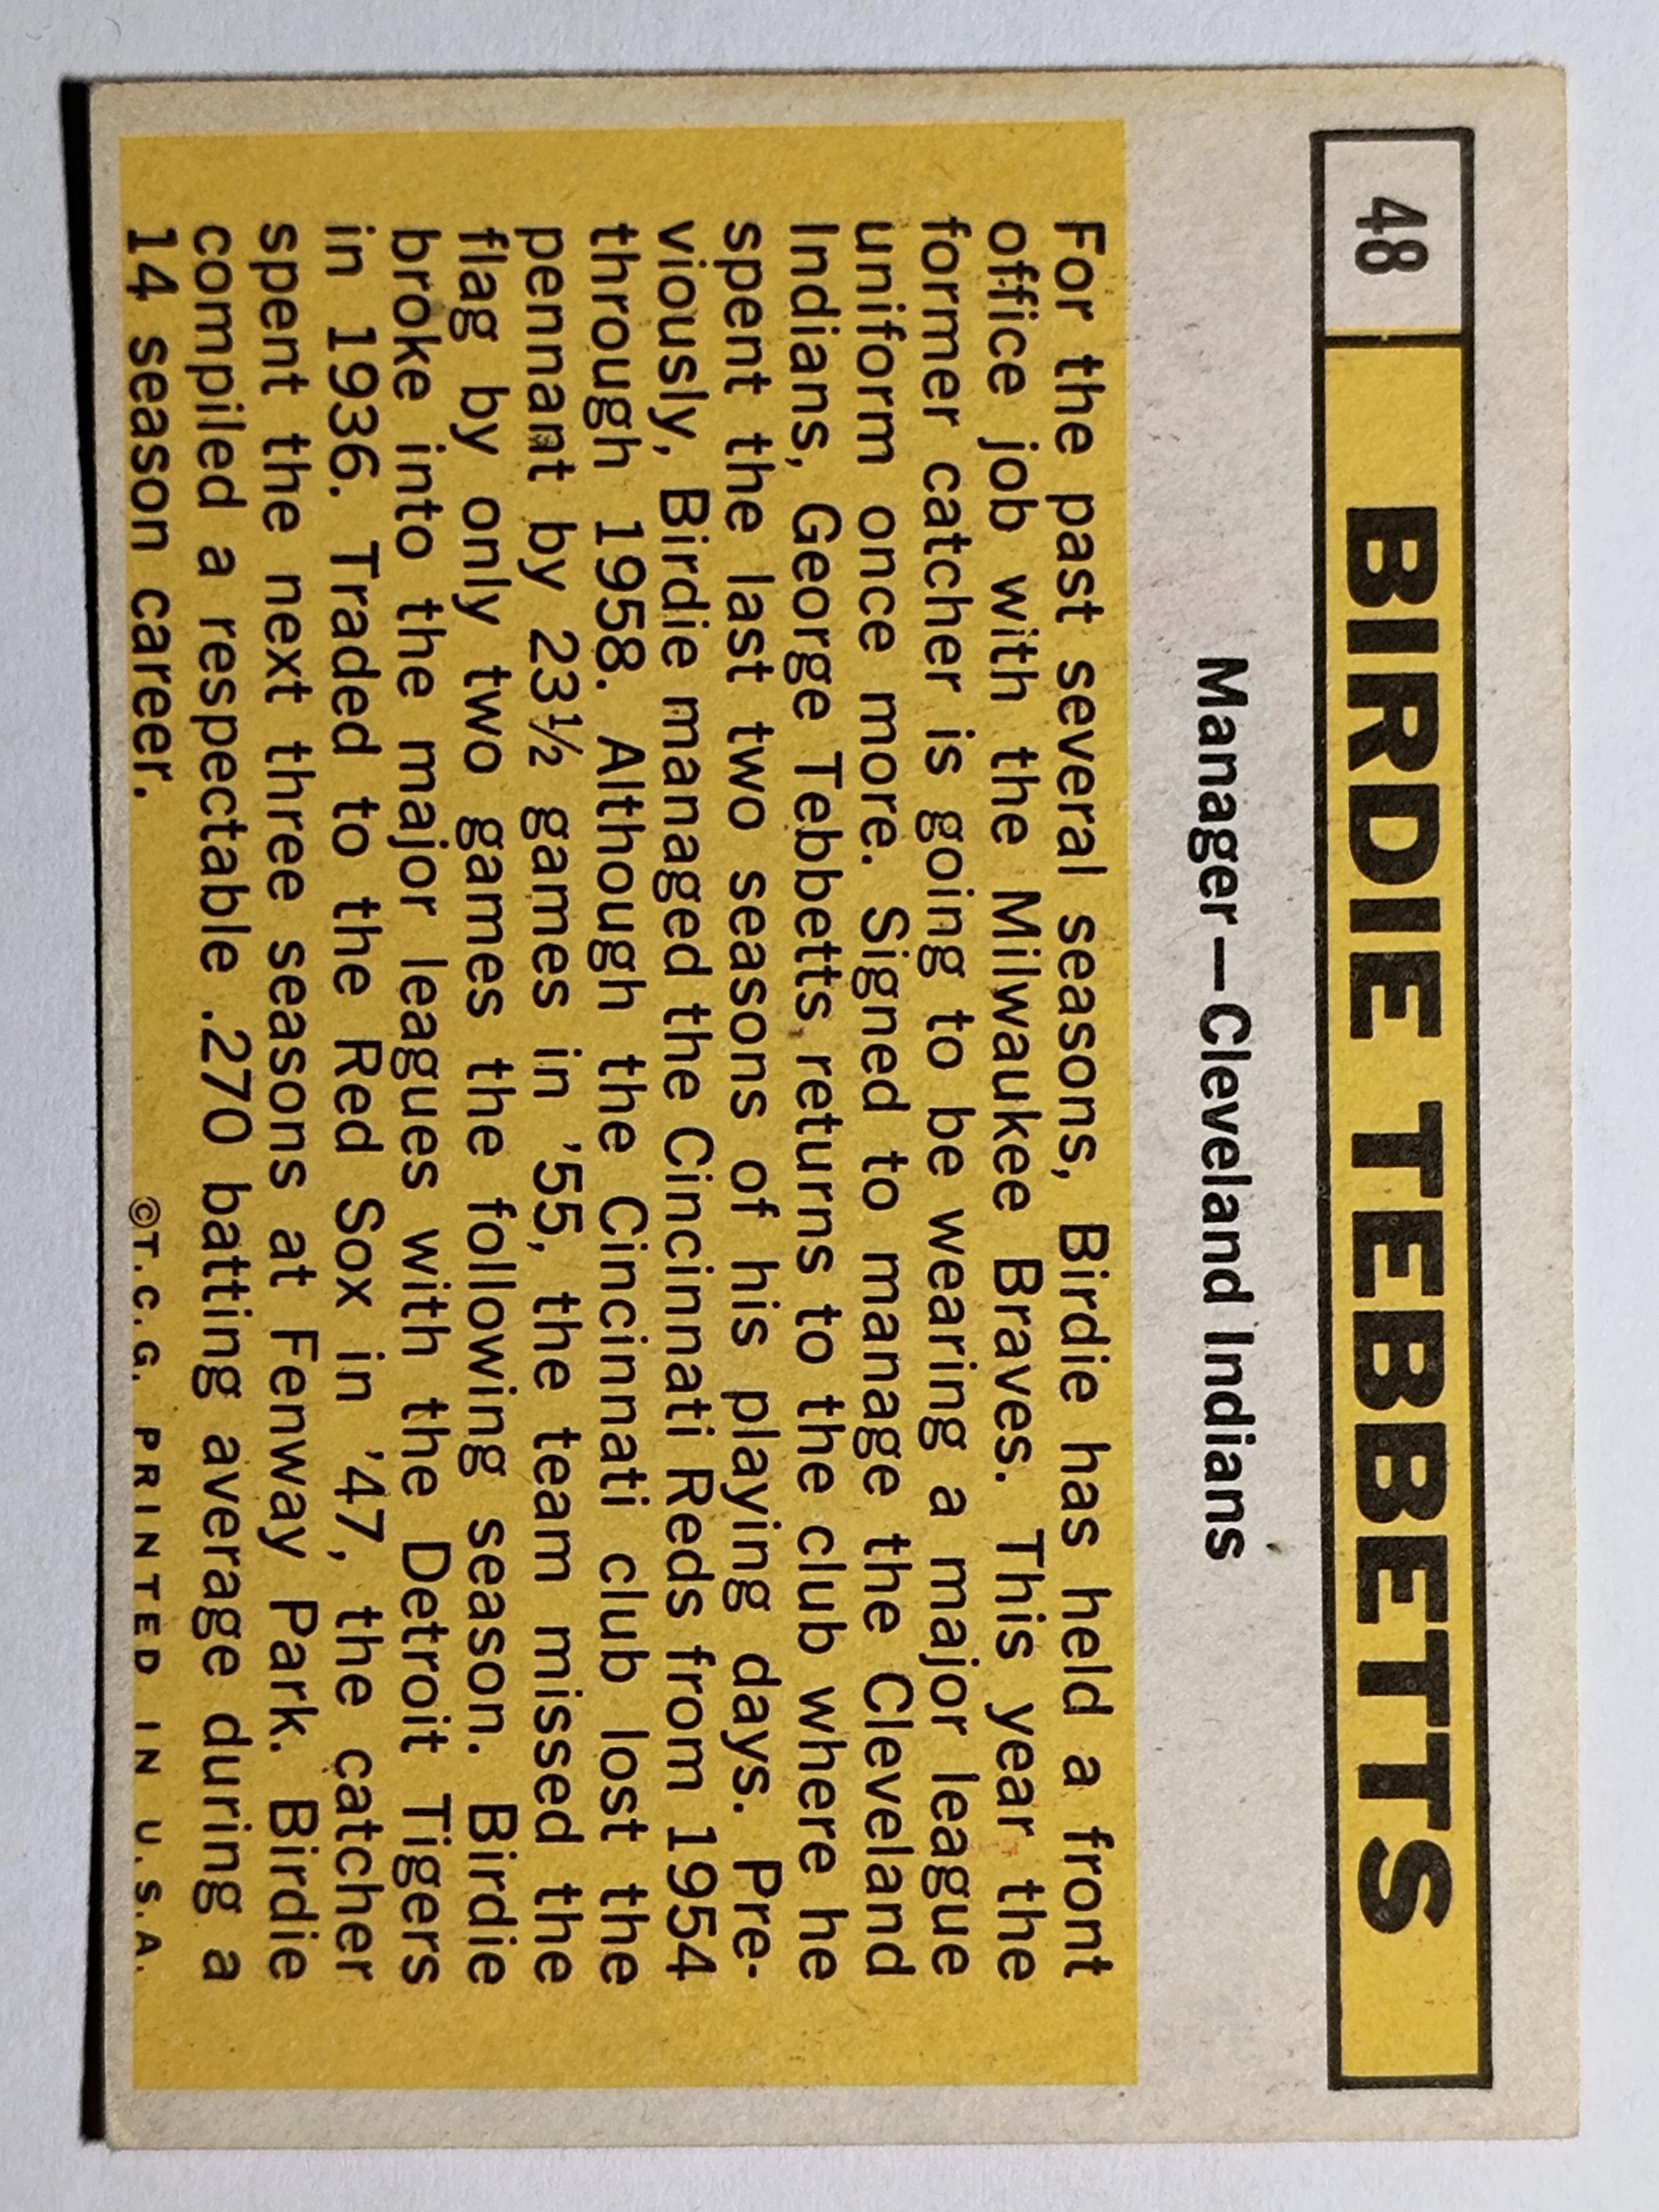 48 BIRDIE TEBBETTS
Manager—Cleveland Indians
For the past several seasons, Birdie has held a front
office job with the Milwaukee Braves. This year the
former catcher is going to be wearing a major league
uniform once more. Signed to manage the Cleveland
Indians, George Tebbetts returns to the club where he
spent the last two seasons of his playing days. Pre-
viously, Birdie managed the Cincinnati Reds from 1954
through 1958. Although the Cincinnati club lost the
pennant by 23½ games in '55, the team missed the
flag by only two games the following season. Birdie
broke into the major leagues with the Detroit Tigers
in 1936. Traded to the Red Sox in '47, the catcher
spent the next three seasons at Fenway Park. Birdie
compiled a respectable .270 batting average during a
14 season career.
©T.C.G. PRINTED IN U.S.A.